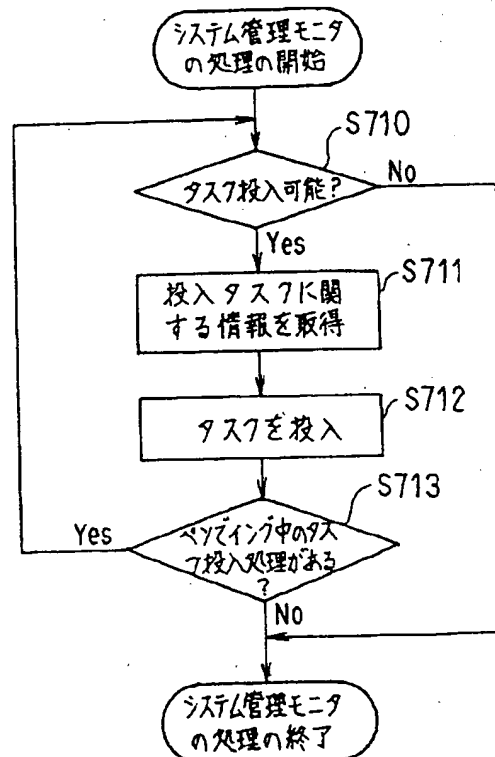 システム管理モニタ
の処理の開始
S710
タスク投入可能?
No
Yes
S711
投入タスクに関
する情報を取得
S712
タスクを投入
S713
ペンディング中のタス
ク投入処理がある
?
Yes
No
システム管理モニタ
の処理の終了